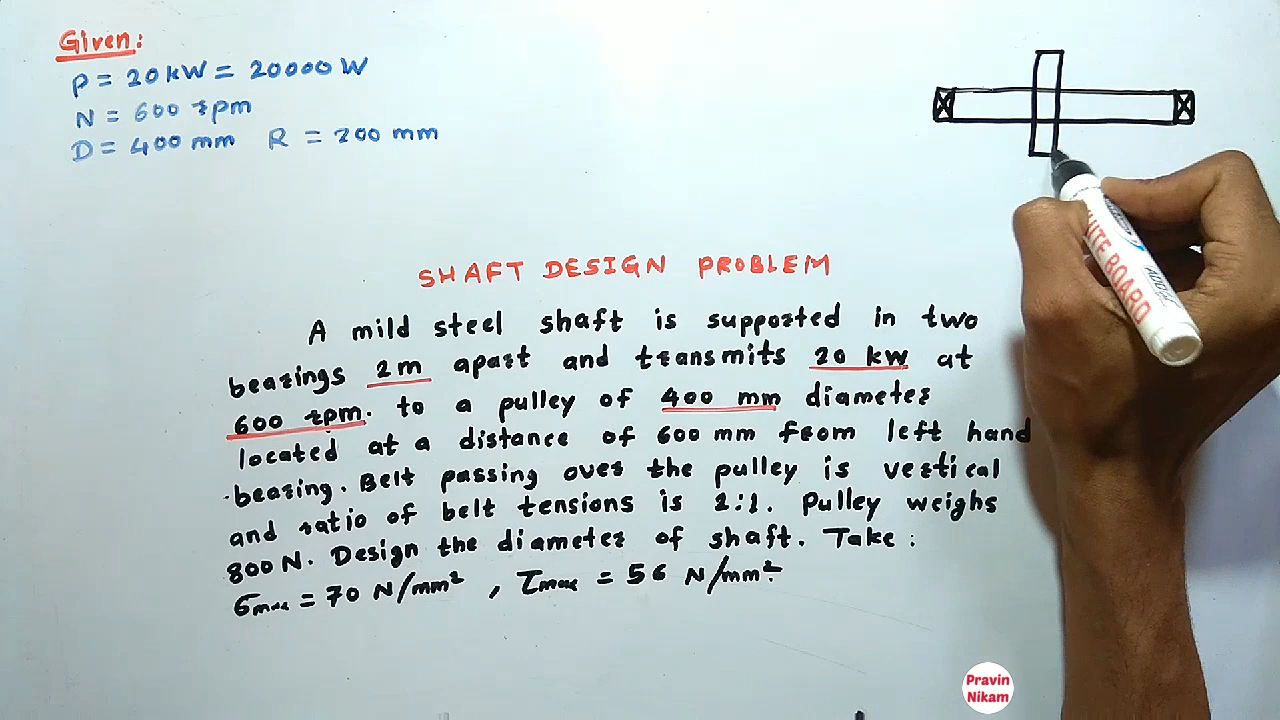 Given:
P = 20 kW = 20000 W
N = 600 rpm
D = 400 mm R = 200 mm
SHAFT DESIGN PROBLEM
A mild steel shaft is supported in two
bearings 2m apart and transmits 20 kw at
600 rpm. to a pulley of 400 mm diameter
located at a distance of 600 mm from left hand
bearing. Belt passing over the pulley is vertical
and ratio of belt tensions is 2:1. Pulley weighs
800 N. Design the diameter of shaft. Take :
σmax = 70 N/mm², τmax = 56 N/mm².
WHITE BOARD
Pravin
Nikam